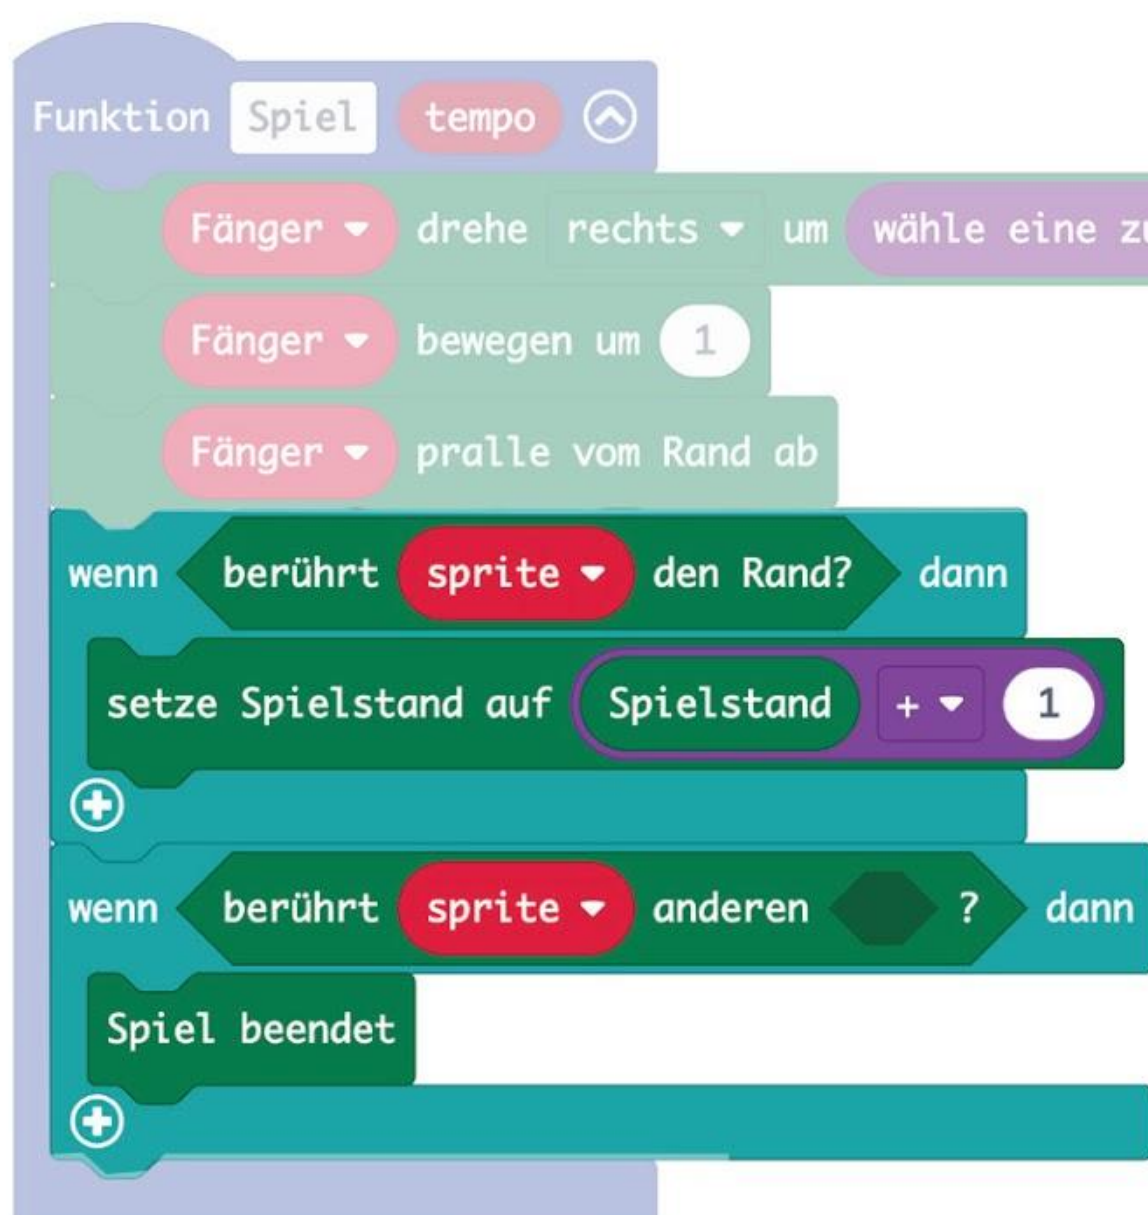 Funktion Spiel tempo
Fänger drehe rechts um wähle eine
Fänger bewegen um 1
Fänger pralle vom Rand ab
wenn berührt sprite den Rand? dann
setze Spielstand auf Spielstand + 1
wenn berührt sprite anderen ? dann
Spiel beendet